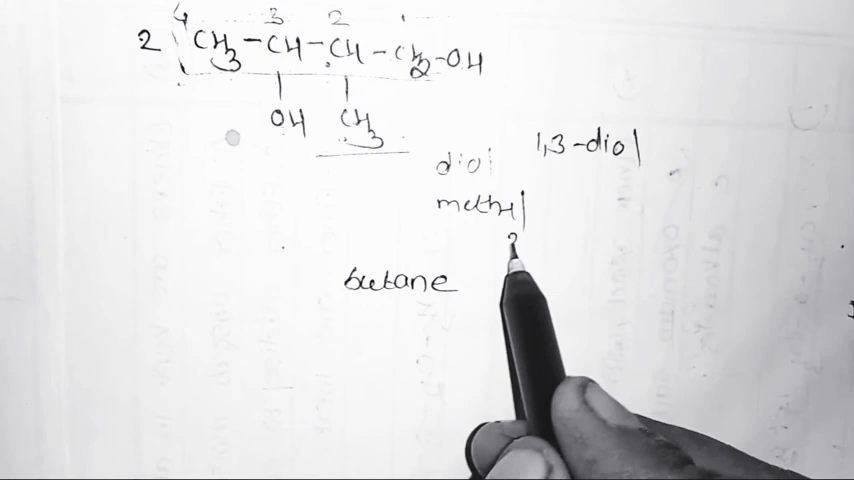 4 3 2 1
2 CH3-CH-CH-CH2-OH
OH CH3
1,3-diol
diol
methyl
2
butane